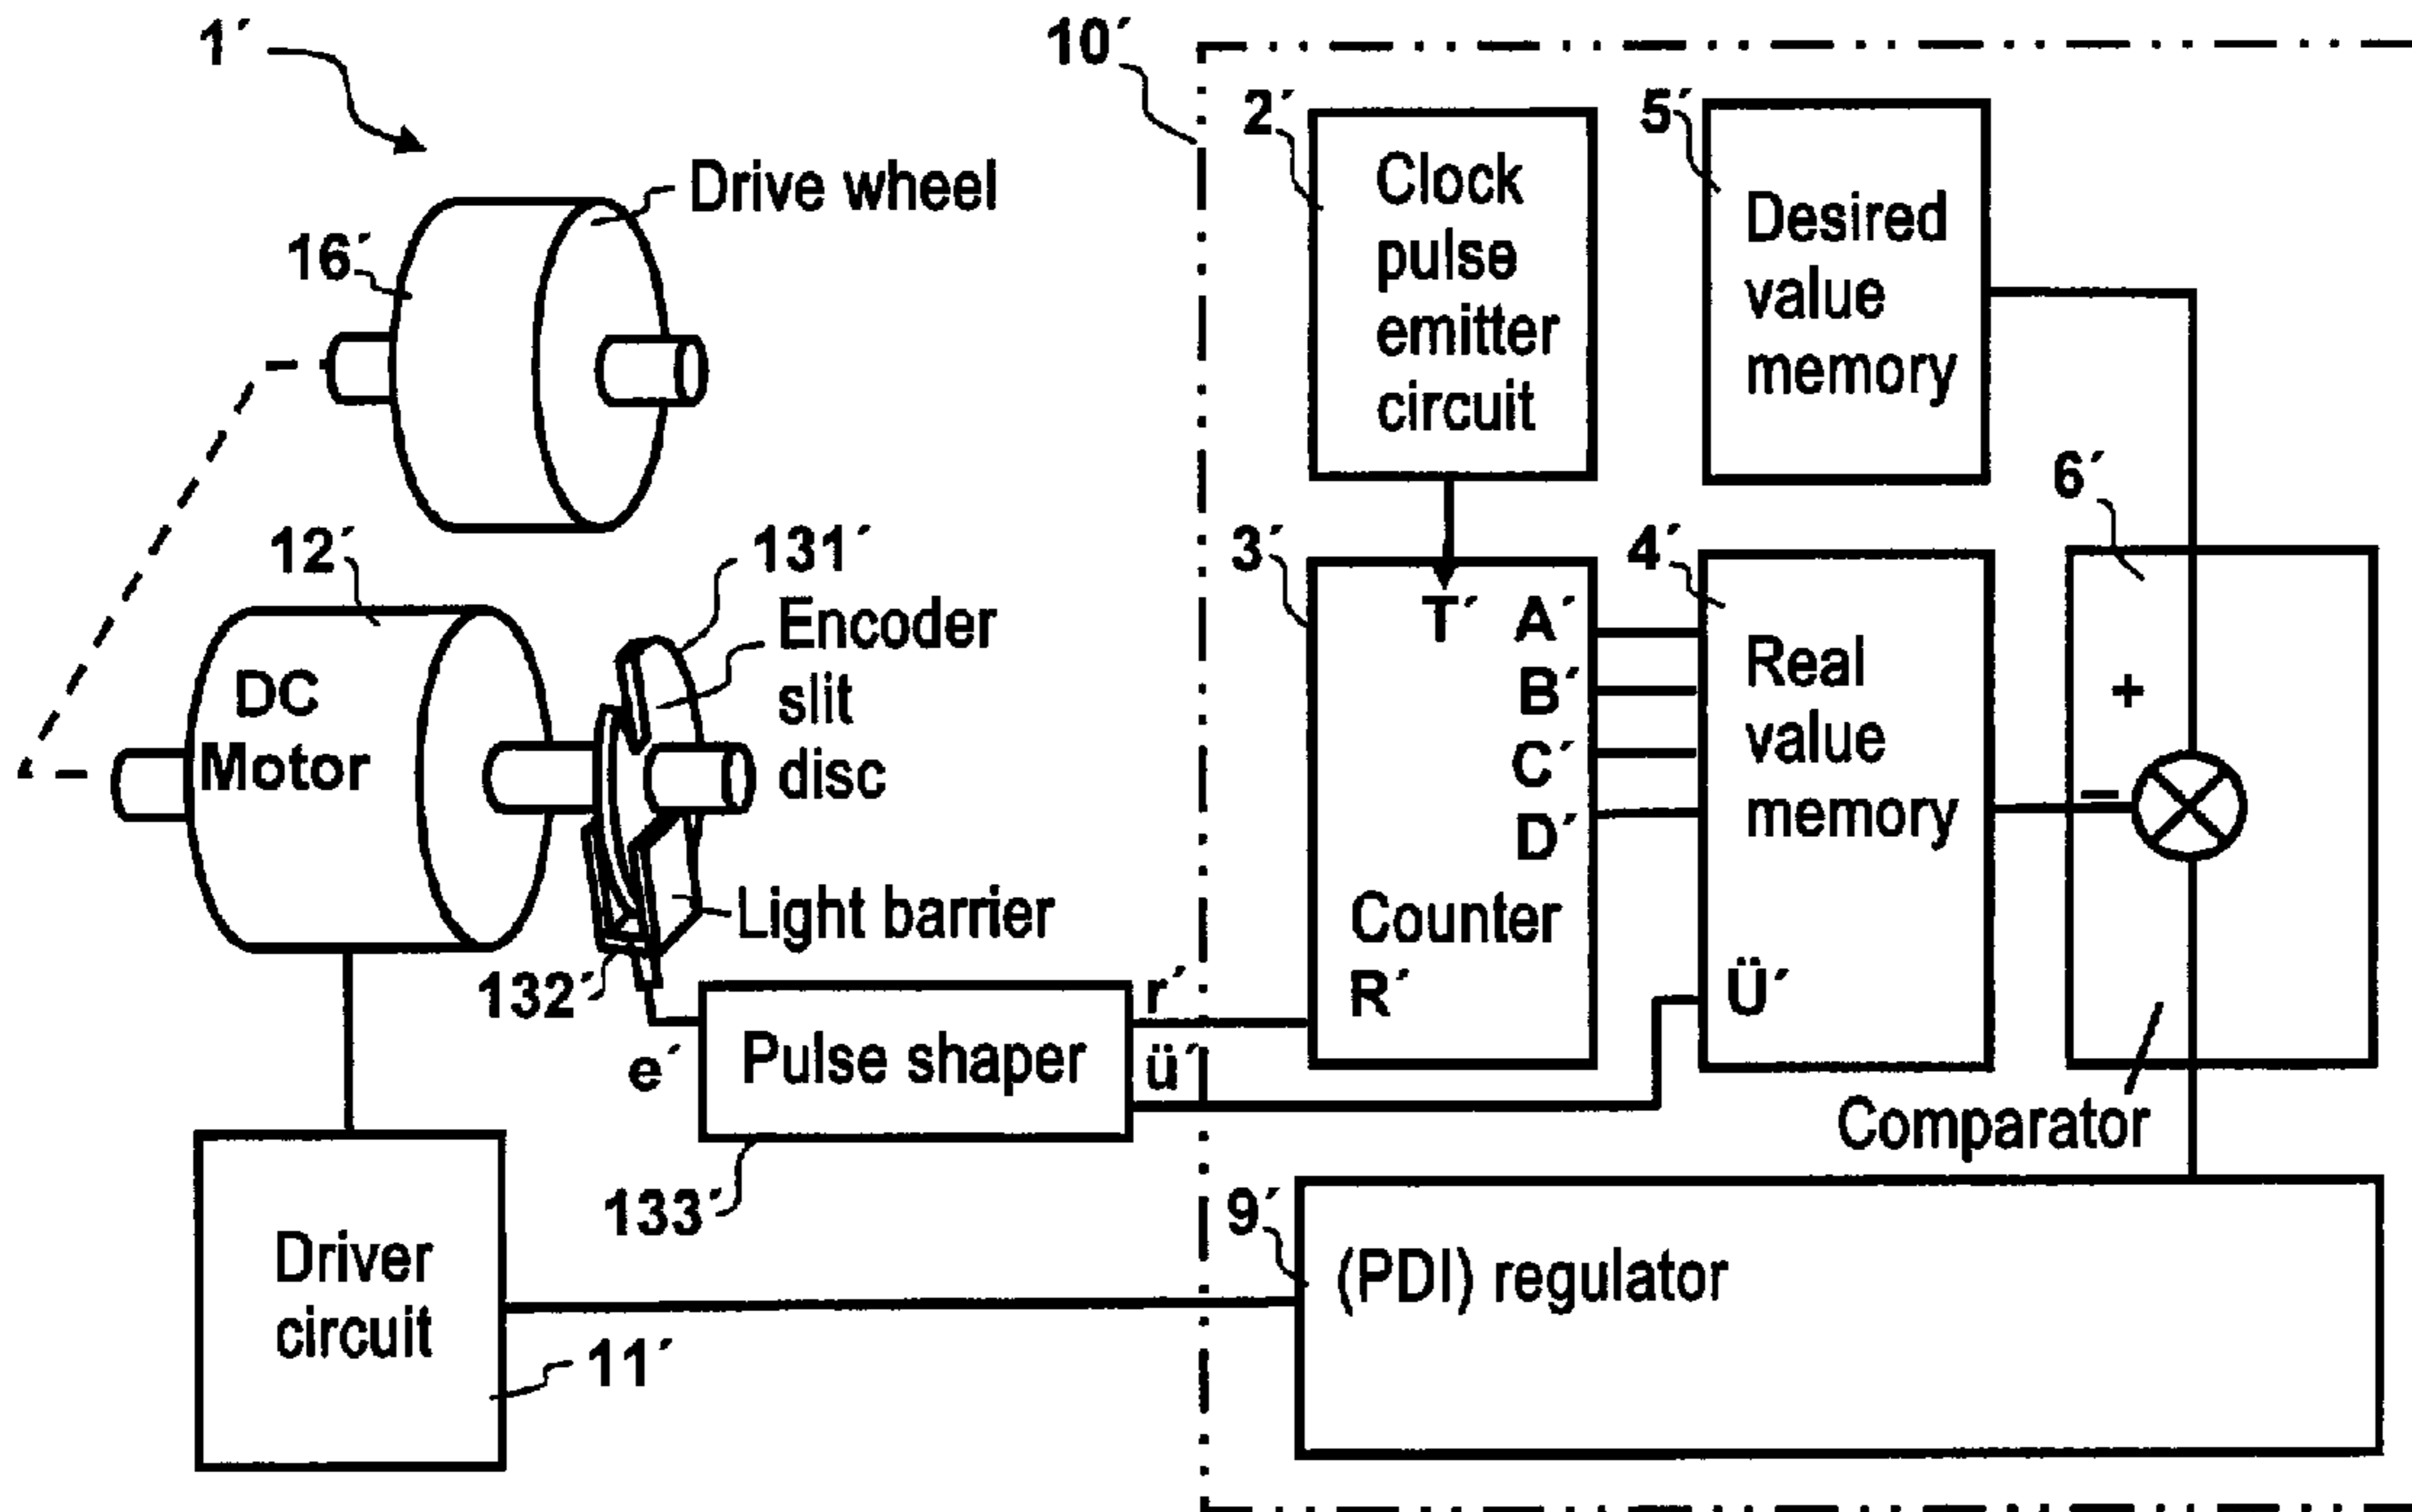 1´
10´
2´
5´
Drive wheel
16´
Clock
pulse
emitter
circuit
Desired
value
memory
6´
12´
131´
3´
4´
Encoder
slit
disc
T´ A´
B´
C´
D´
Real
value
memory
+
−
DC
Motor
Light barrier
Counter
132´
R´
Ü´
r´
e´
Pulse shaper
ü´
Comparator
133´
9´
Driver
circuit
(PDI) regulator
11´